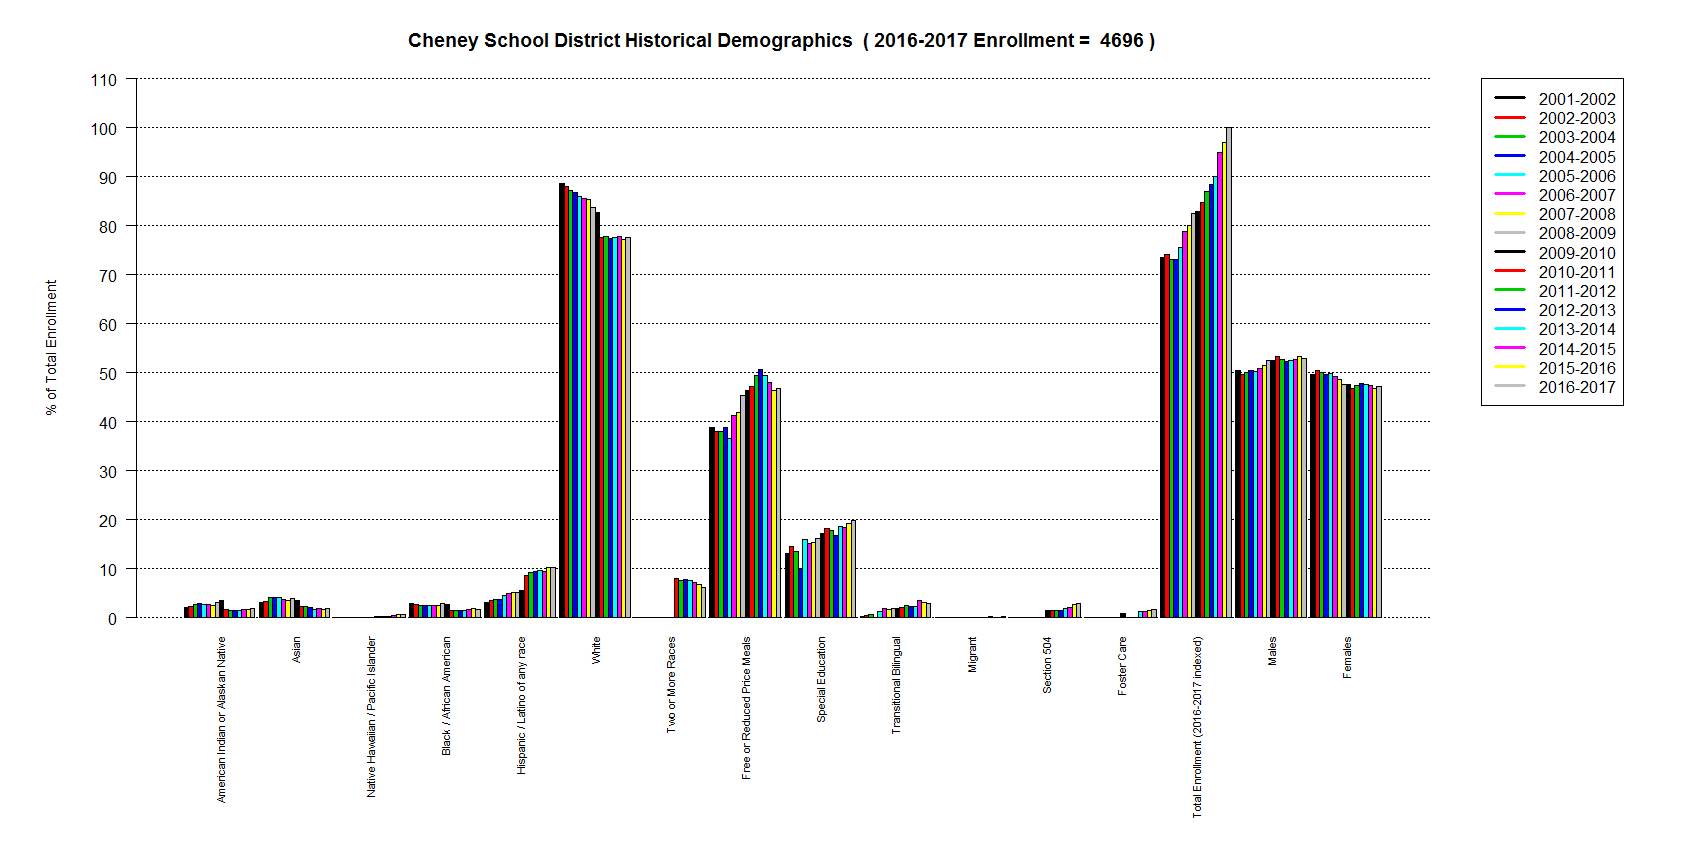 Cheney School District Historical Demographics ( 2016-2017 Enrollment = 4696 )
% of Total Enrollment
110
100
90
80
70
60
50
40
30
20
10
0
American Indian or Alaskan Native
Asian
Native Hawaiian / Pacific Islander
Black / African American
Hispanic / Latino of any race
White
Two or More Races
Free or Reduced Price Meals
Special Education
Transitional Bilingual
Migrant
Section 504
Foster Care
Total Enrollment (2016-2017 indexed)
Males
Females
2001-2002
2002-2003
2003-2004
2004-2005
2005-2006
2006-2007
2007-2008
2008-2009
2009-2010
2010-2011
2011-2012
2012-2013
2013-2014
2014-2015
2015-2016
2016-2017